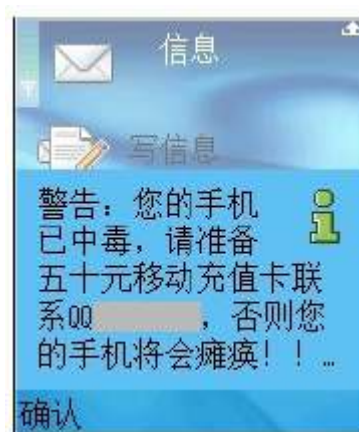 信息
写信息
警告：您的手机
已中毒，请准备
五十元移动充值卡联
系QQ，否则您
的手机将会瘫痪！！…
确认